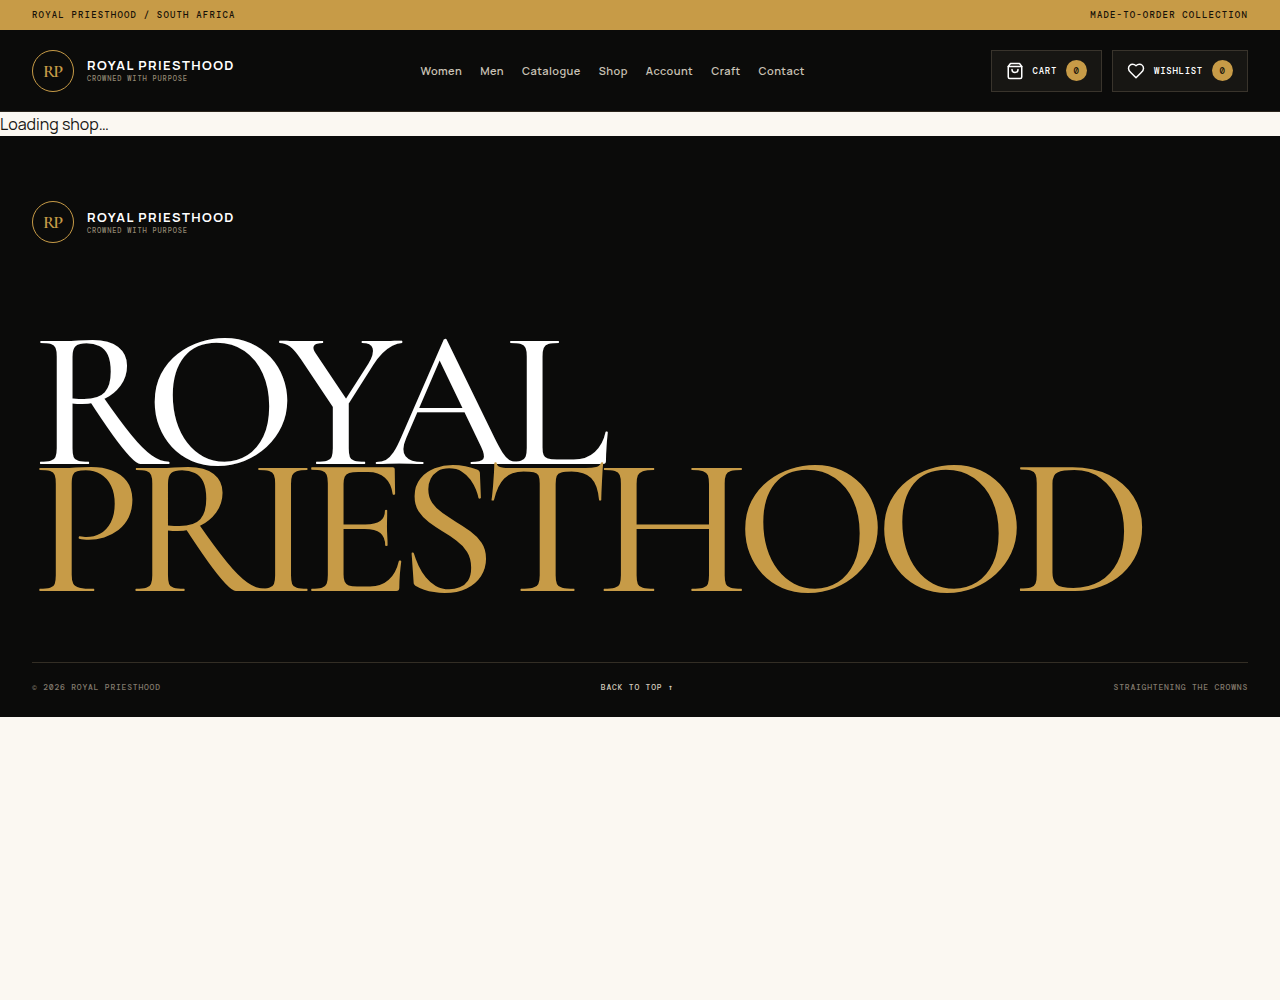 ROYAL PRIESTHOOD / SOUTH AFRICA
MADE-TO-ORDER COLLECTION
RP
ROYAL PRIESTHOOD
CROWNED WITH PURPOSE
Women Men Catalogue Shop Account Craft Contact
CART 0
WISHLIST 0
Loading shop...
RP
ROYAL PRIESTHOOD
CROWNED WITH PURPOSE
ROYAL
PRIESTHOOD
© 2026 ROYAL PRIESTHOOD
BACK TO TOP ↑
STRAIGHTENING THE CROWNS